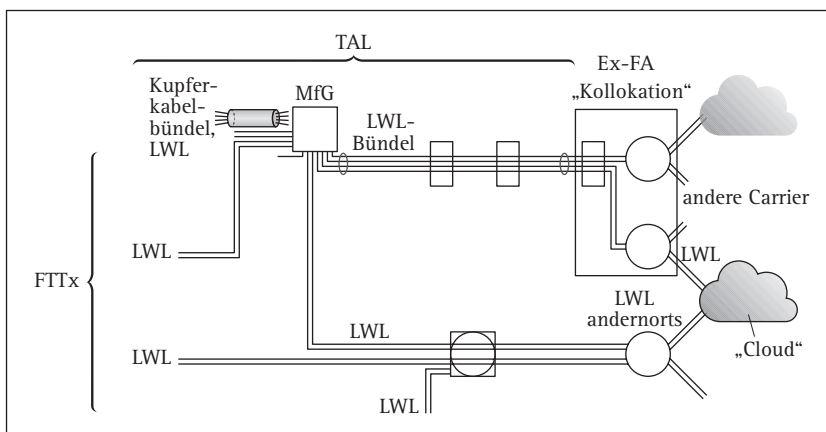 TAL
Ex-FA
„Kollokation“
Kupfer-
kabel-
bündel,
LWL
MfG
LWL-
Bündel
andere Carrier
LWL
LWL
FTTx
LWL
andernorts
LWL
„Cloud“
LWL
LWL